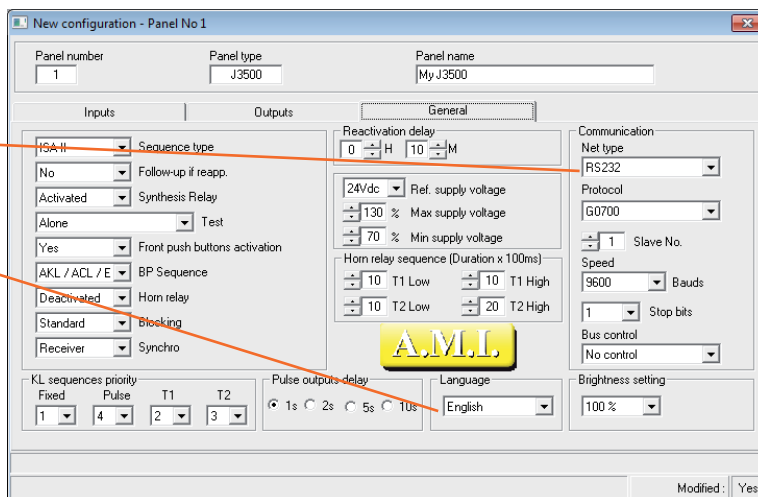 New configuration - Panel No 1
Panel number Panel type Panel name
1 J3500 My J3500
Inputs Outputs General
ISA-II Sequence type
No Follow-up if reapp.
Activated Synthesis Relay
Alone Test
Yes Front push buttons activation
AKL / ACL / E BP Sequence
Deactivated Horn relay
Standard Blocking
Receiver Synchro
Reactivation delay
0 H 10 M
24Vdc Ref. supply voltage
130 % Max supply voltage
70 % Min supply voltage
Horn relay sequence (Duration x 100ms)
10 T1 Low 10 T1 High
10 T2 Low 20 T2 High
A.M.I.
Communication
Net type
RS232
Protocol
G0700
1 Slave No.
Speed
9600 Bauds
1 Stop bits
Bus control
No control
KL sequences priority
Fixed Pulse T1 T2
1 4 2 3
Pulse outputs delay
1s 2s 5s 10s
Language
English
Brightness setting
100 %
Modified : Yes